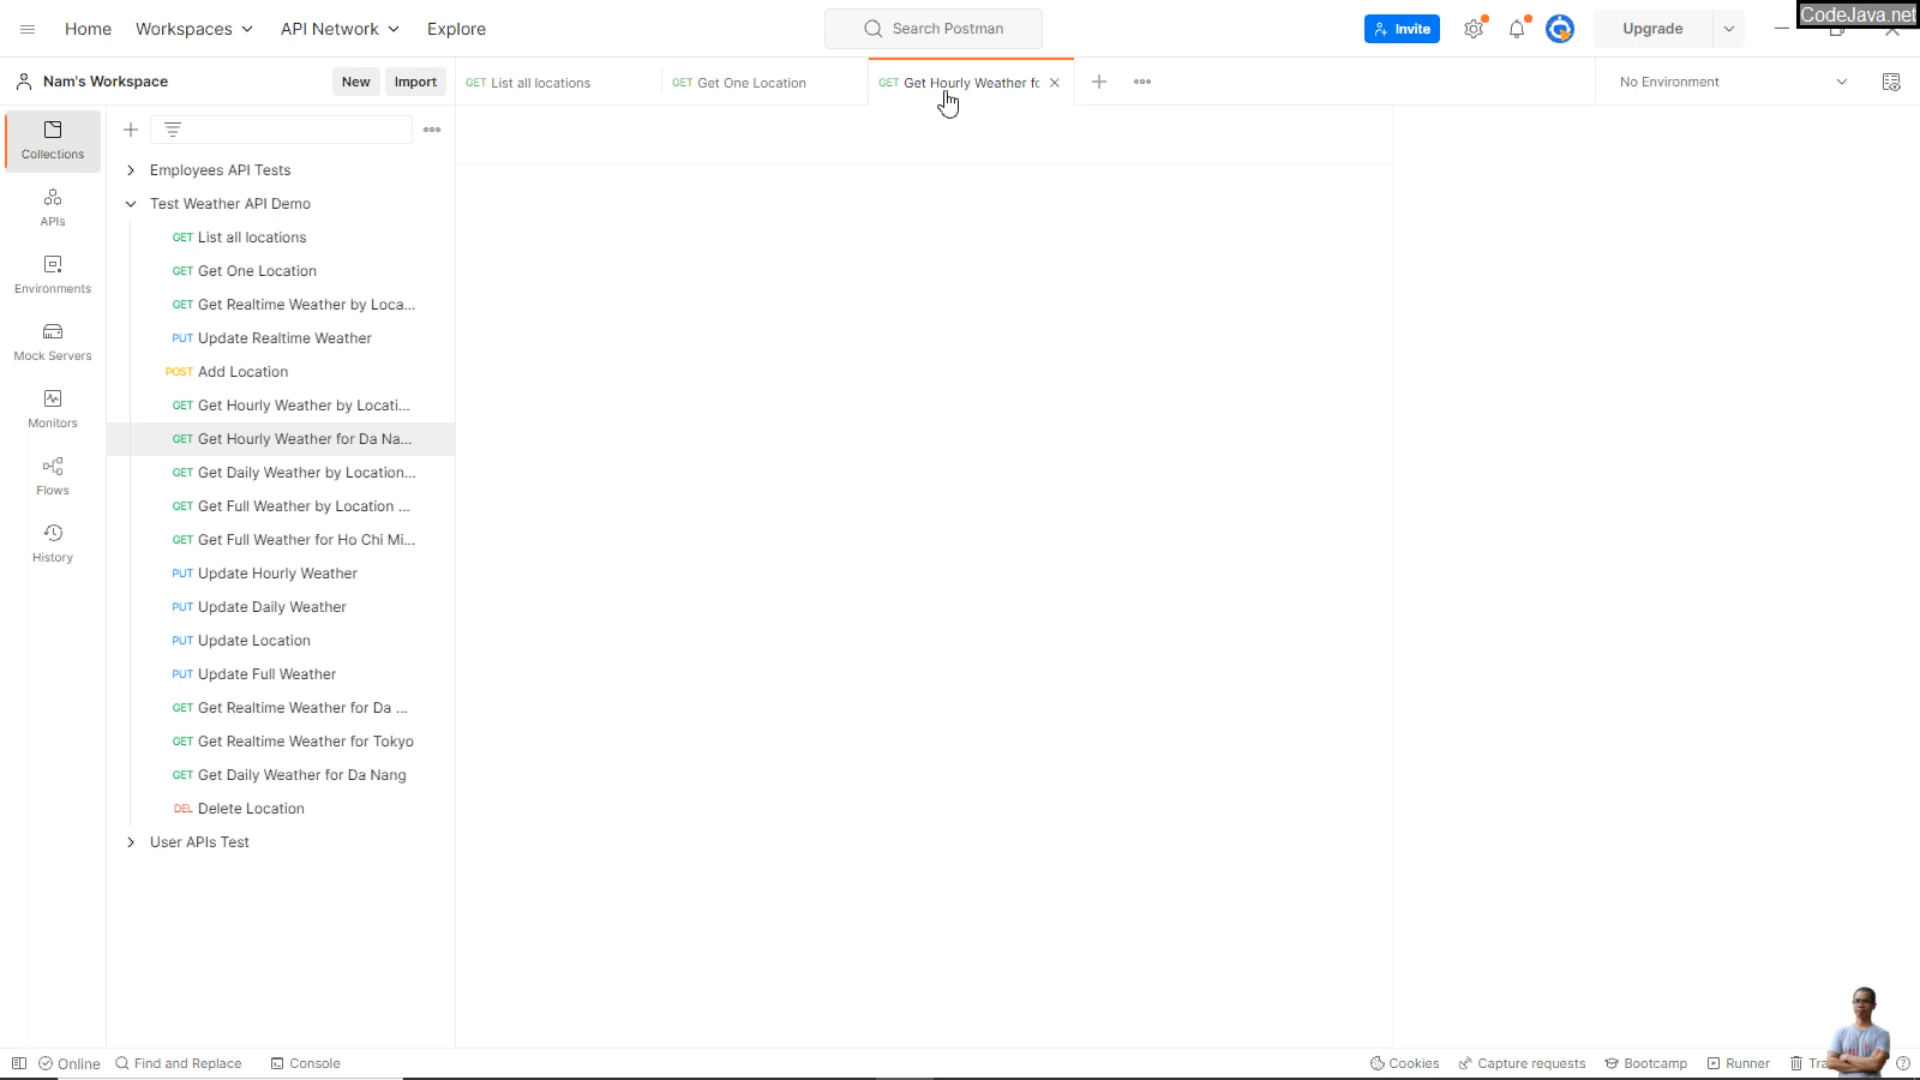 Home Workspaces API Network Explore
Search Postman
Invite
Upgrade
CodeJava.net
Nam's Workspace
New Import
GET List all locations
GET Get One Location
GET Get Hourly Weather fo
No Environment
Collections
APIs
Environments
Mock Servers
Monitors
Flows
History
Employees API Tests
Test Weather API Demo
GET List all locations
GET Get One Location
GET Get Realtime Weather by Loca...
PUT Update Realtime Weather
POST Add Location
GET Get Hourly Weather by Locati...
GET Get Hourly Weather for Da Na...
GET Get Daily Weather by Location...
GET Get Full Weather by Location ...
GET Get Full Weather for Ho Chi Mi...
PUT Update Hourly Weather
PUT Update Daily Weather
PUT Update Location
PUT Update Full Weather
GET Get Realtime Weather for Da ...
GET Get Realtime Weather for Tokyo
GET Get Daily Weather for Da Nang
DEL Delete Location
User APIs Test
Online Find and Replace Console
Cookies Capture requests Bootcamp Runner